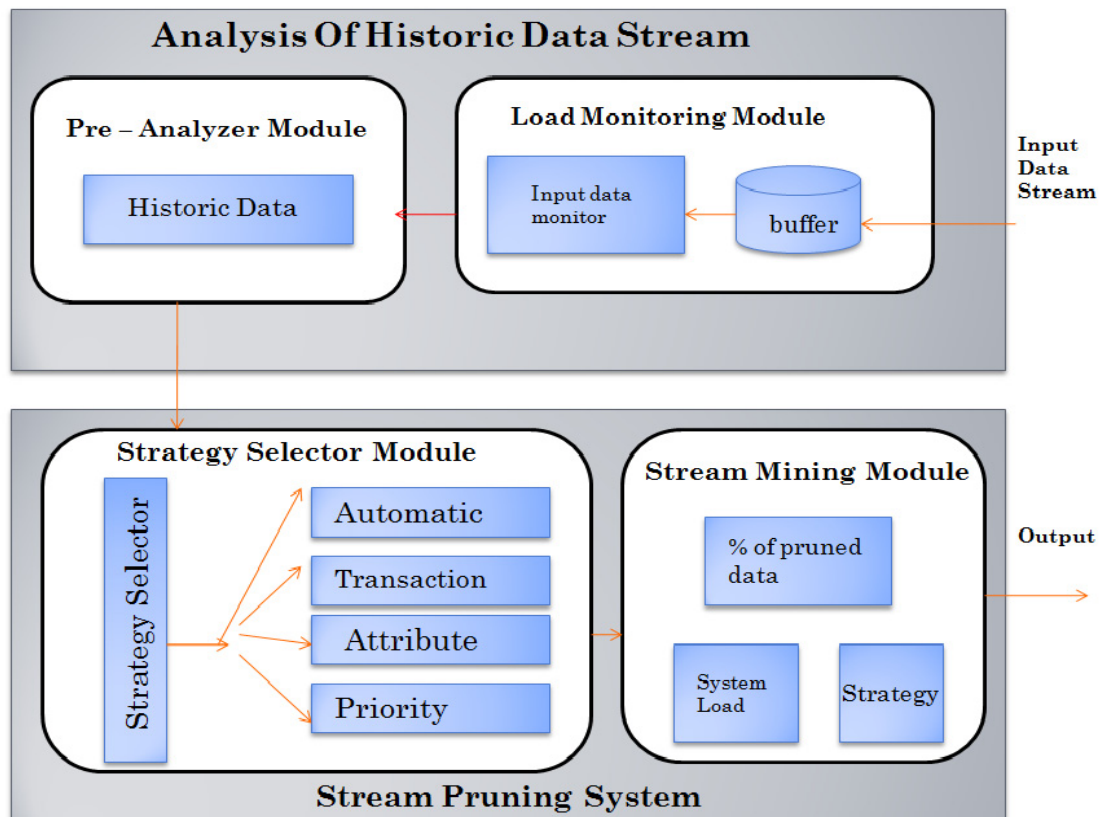 Analysis Of Historic Data Stream
Pre – Analyzer Module
Historic Data
Load Monitoring Module
Input data
monitor
buffer
Input
Data
Stream
Strategy Selector Module
Strategy Selector
Automatic
Transaction
Attribute
Priority
Stream Mining Module
% of pruned
data
System
Load
Strategy
Output
Stream Pruning System